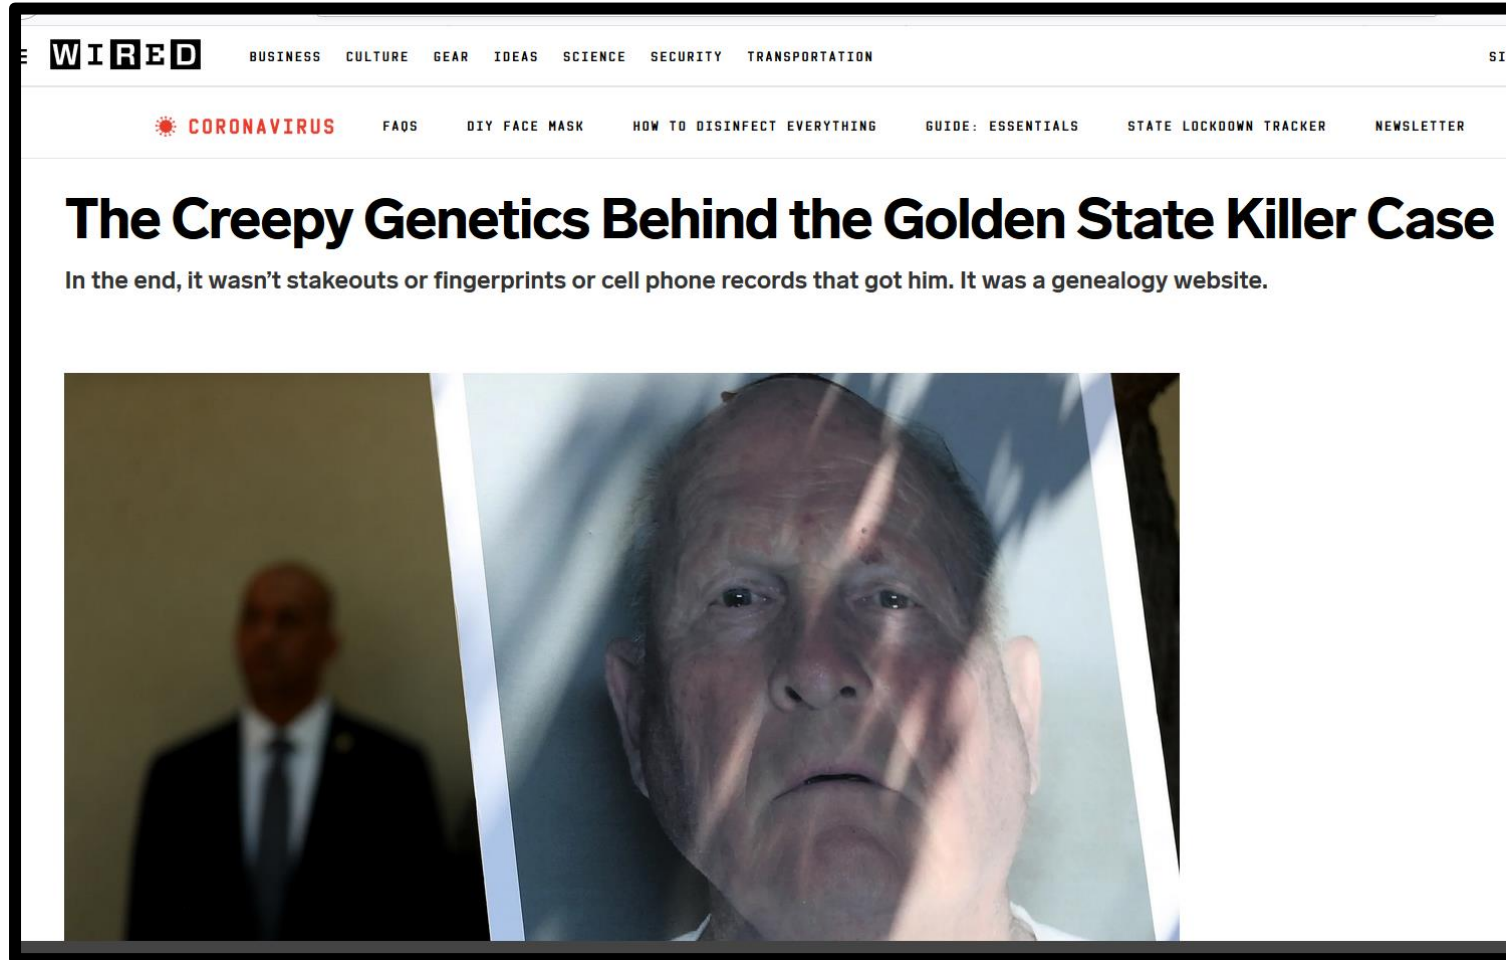 WIRED BUSINESS CULTURE GEAR IDEAS SCIENCE SECURITY TRANSPORTATION
CORONAVIRUS FAQS DIY FACE MASK HOW TO DISINFECT EVERYTHING GUIDE: ESSENTIALS STATE LOCKDOWN TRACKER NEWSLETTER
The Creepy Genetics Behind the Golden State Killer Case
In the end, it wasn't stakeouts or fingerprints or cell phone records that got him. It was a genealogy website.